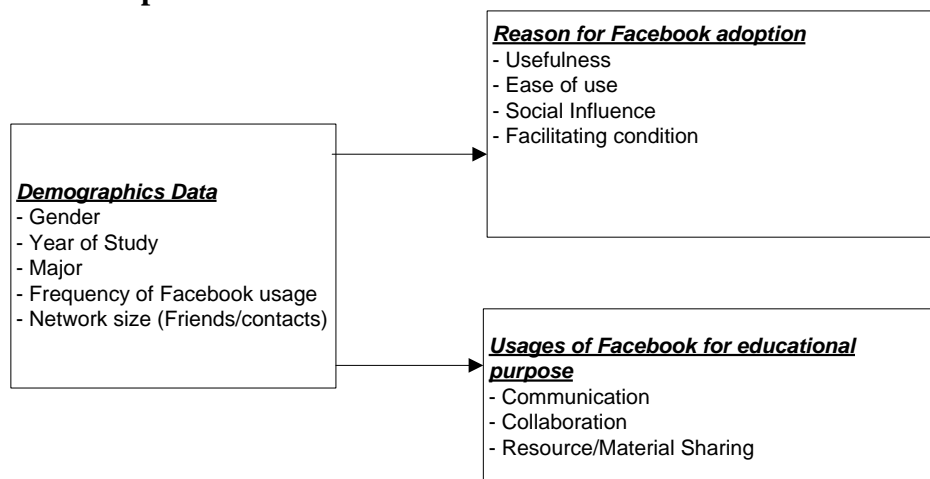 Reason for Facebook adoption
- Usefulness
- Ease of use
- Social Influence
- Facilitating condition
Demographics Data
- Gender
- Year of Study
- Major
- Frequency of Facebook usage
- Network size (Friends/contacts)
Usages of Facebook for educational
purpose
- Communication
- Collaboration
- Resource/Material Sharing